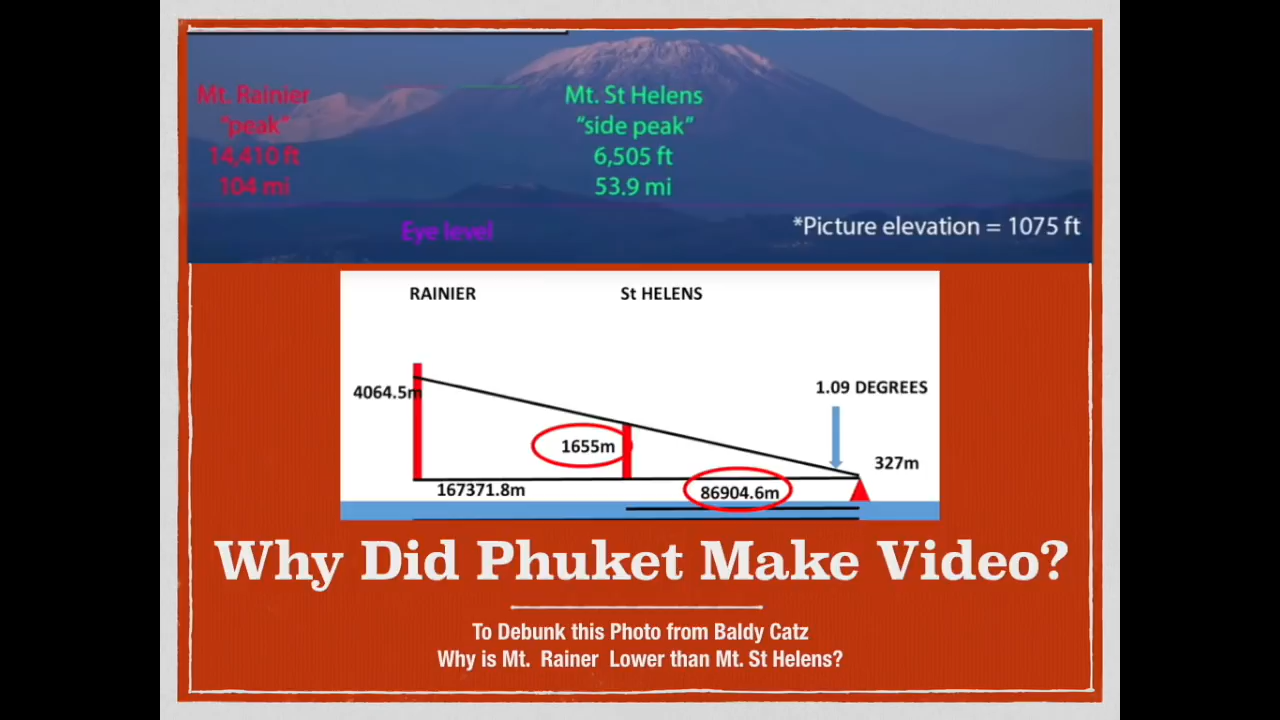 Mt. Rainier
"peak"
14,410 ft
104 mi
Mt. St Helens
"side peak"
6,505 ft
53.9 mi
Eye level
*Picture elevation = 1075 ft
RAINIER
St HELENS
4064.5m
1.09 DEGREES
1655m
327m
167371.8m
86904.6m
Why Did Phuket Make Video?
To Debunk this Photo from Baldy Catz
Why is Mt. Rainer Lower than Mt. St Helens?